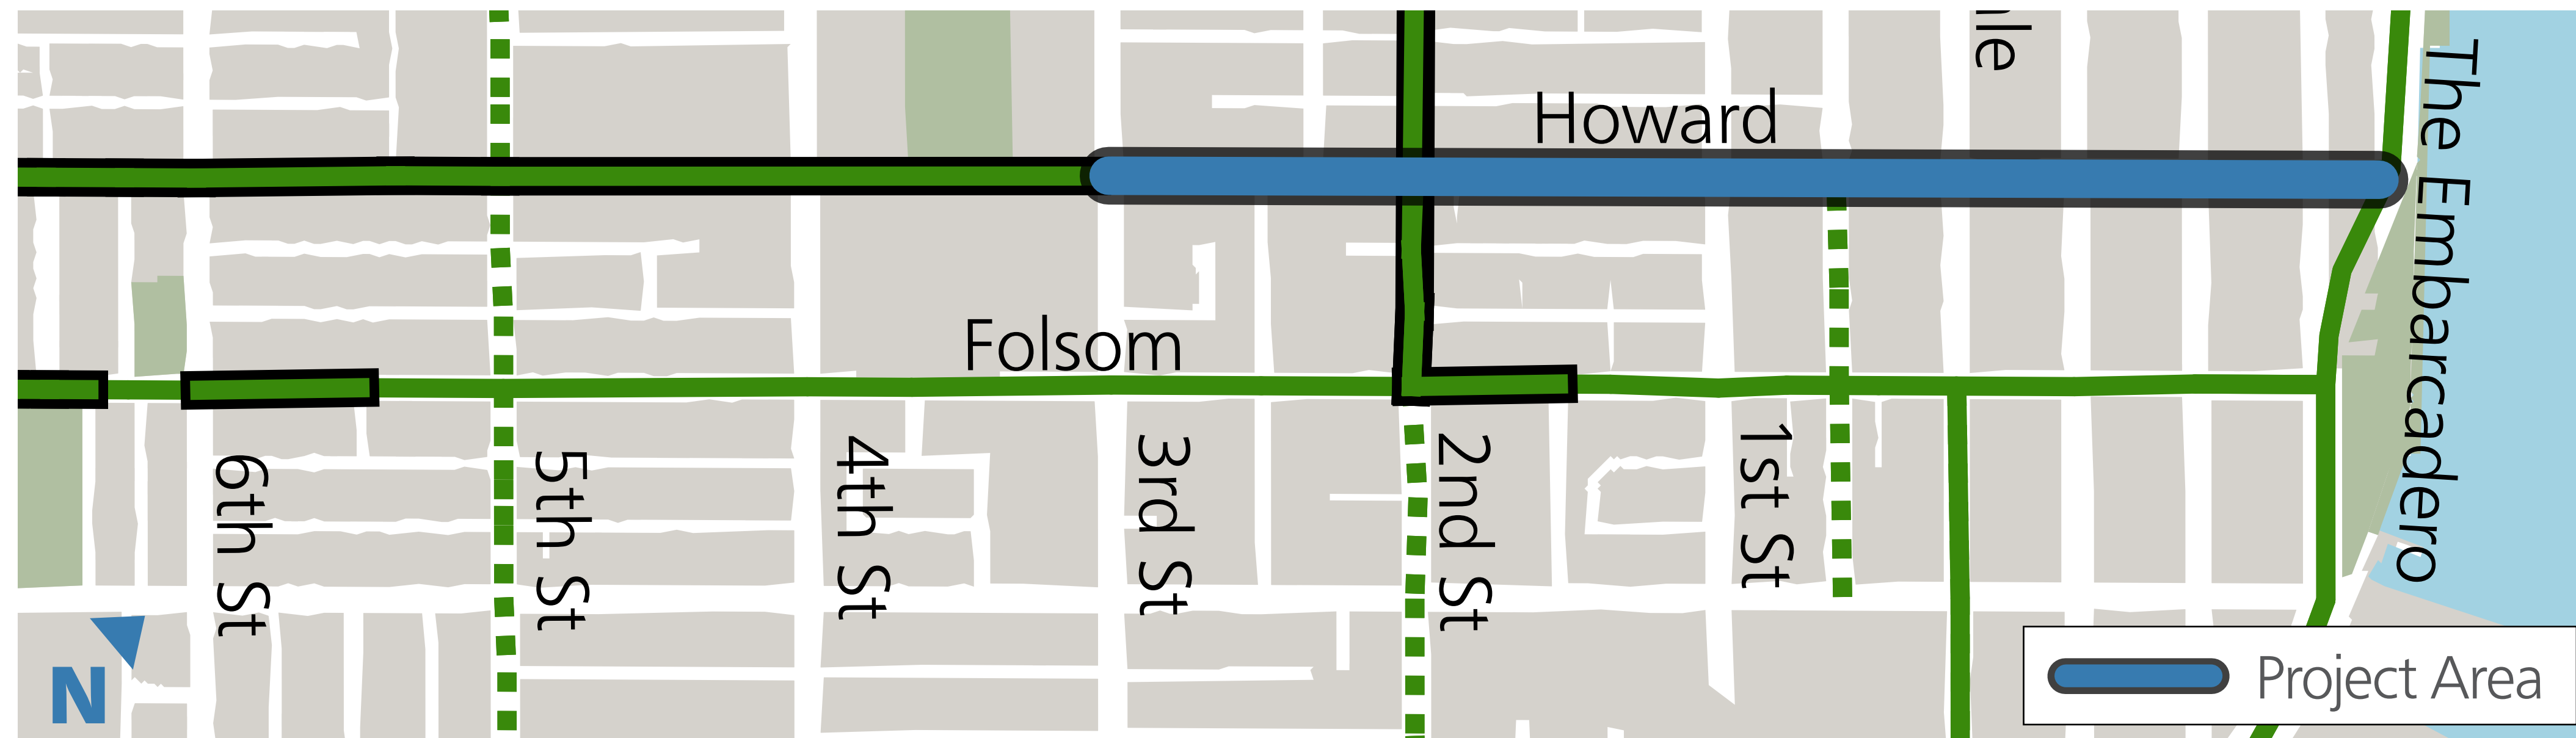 Howard
The Embarcadero
Folsom
6th St
5th St
4th St
3rd St
2nd St
1st St
N
Project Area